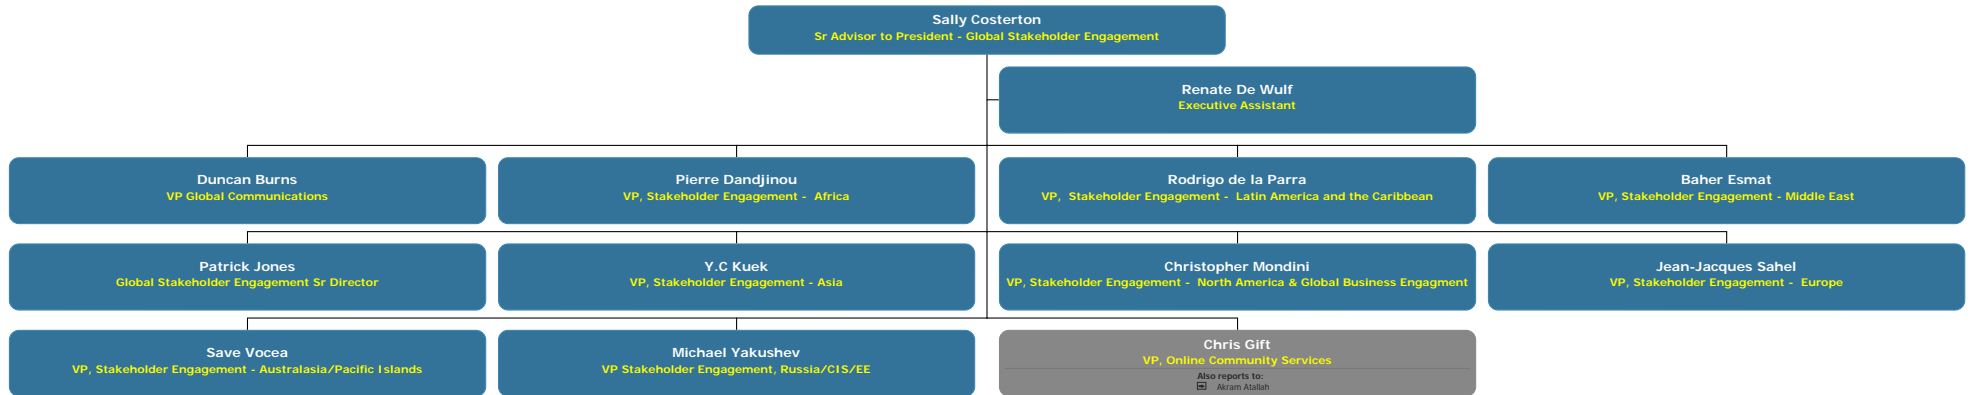 Sally Costerton
Sr Advisor to President - Global Stakeholder Engagement
Renate De Wulf
Executive Assistant
Duncan Burns
VP Global Communications
Pierre Dandjinou
VP, Stakeholder Engagement - Africa
Rodrigo de la Parra
VP, Stakeholder Engagement - Latin America and the Caribbean
Baher Esmat
VP, Stakeholder Engagement - Middle East
Patrick Jones
Global Stakeholder Engagement Sr Director
Y.C Kuek
VP, Stakeholder Engagement - Asia
Christopher Mondini
VP, Stakeholder Engagement - North America & Global Business Engagment
Jean-Jacques Sahel
VP, Stakeholder Engagement - Europe
Save Vocea
VP, Stakeholder Engagement - Australasia/Pacific Islands
Michael Yakushev
VP Stakeholder Engagement, Russia/CIS/EE
Chris Gift
VP, Online Community Services
Also reports to:
Akram Atallah